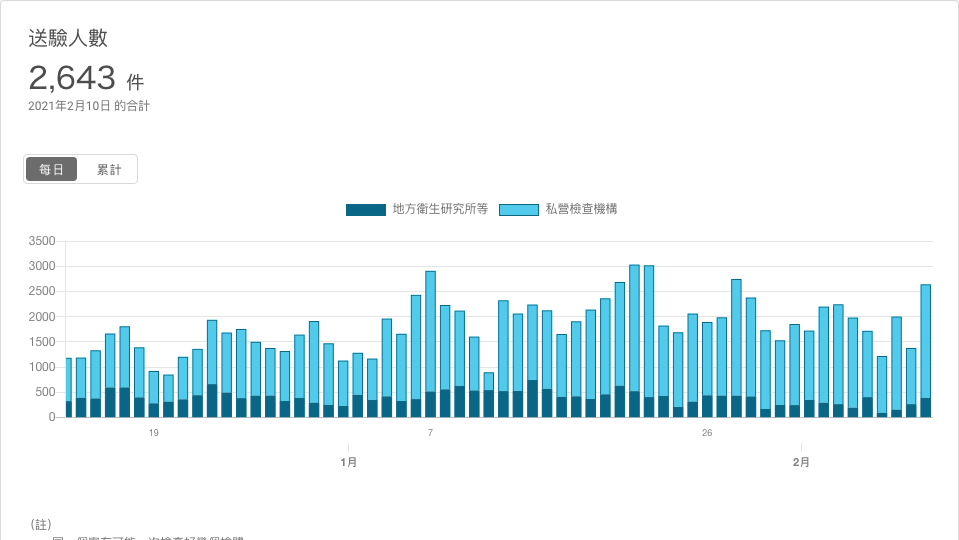 送驗人數
2,643 件
2021年2月10日 的合計
每日 累計
地方衛生研究所等 私營檢查機構
3500
3000
2500
2000
1500
1000
500
0
19 7 26
1月 2月
(註)